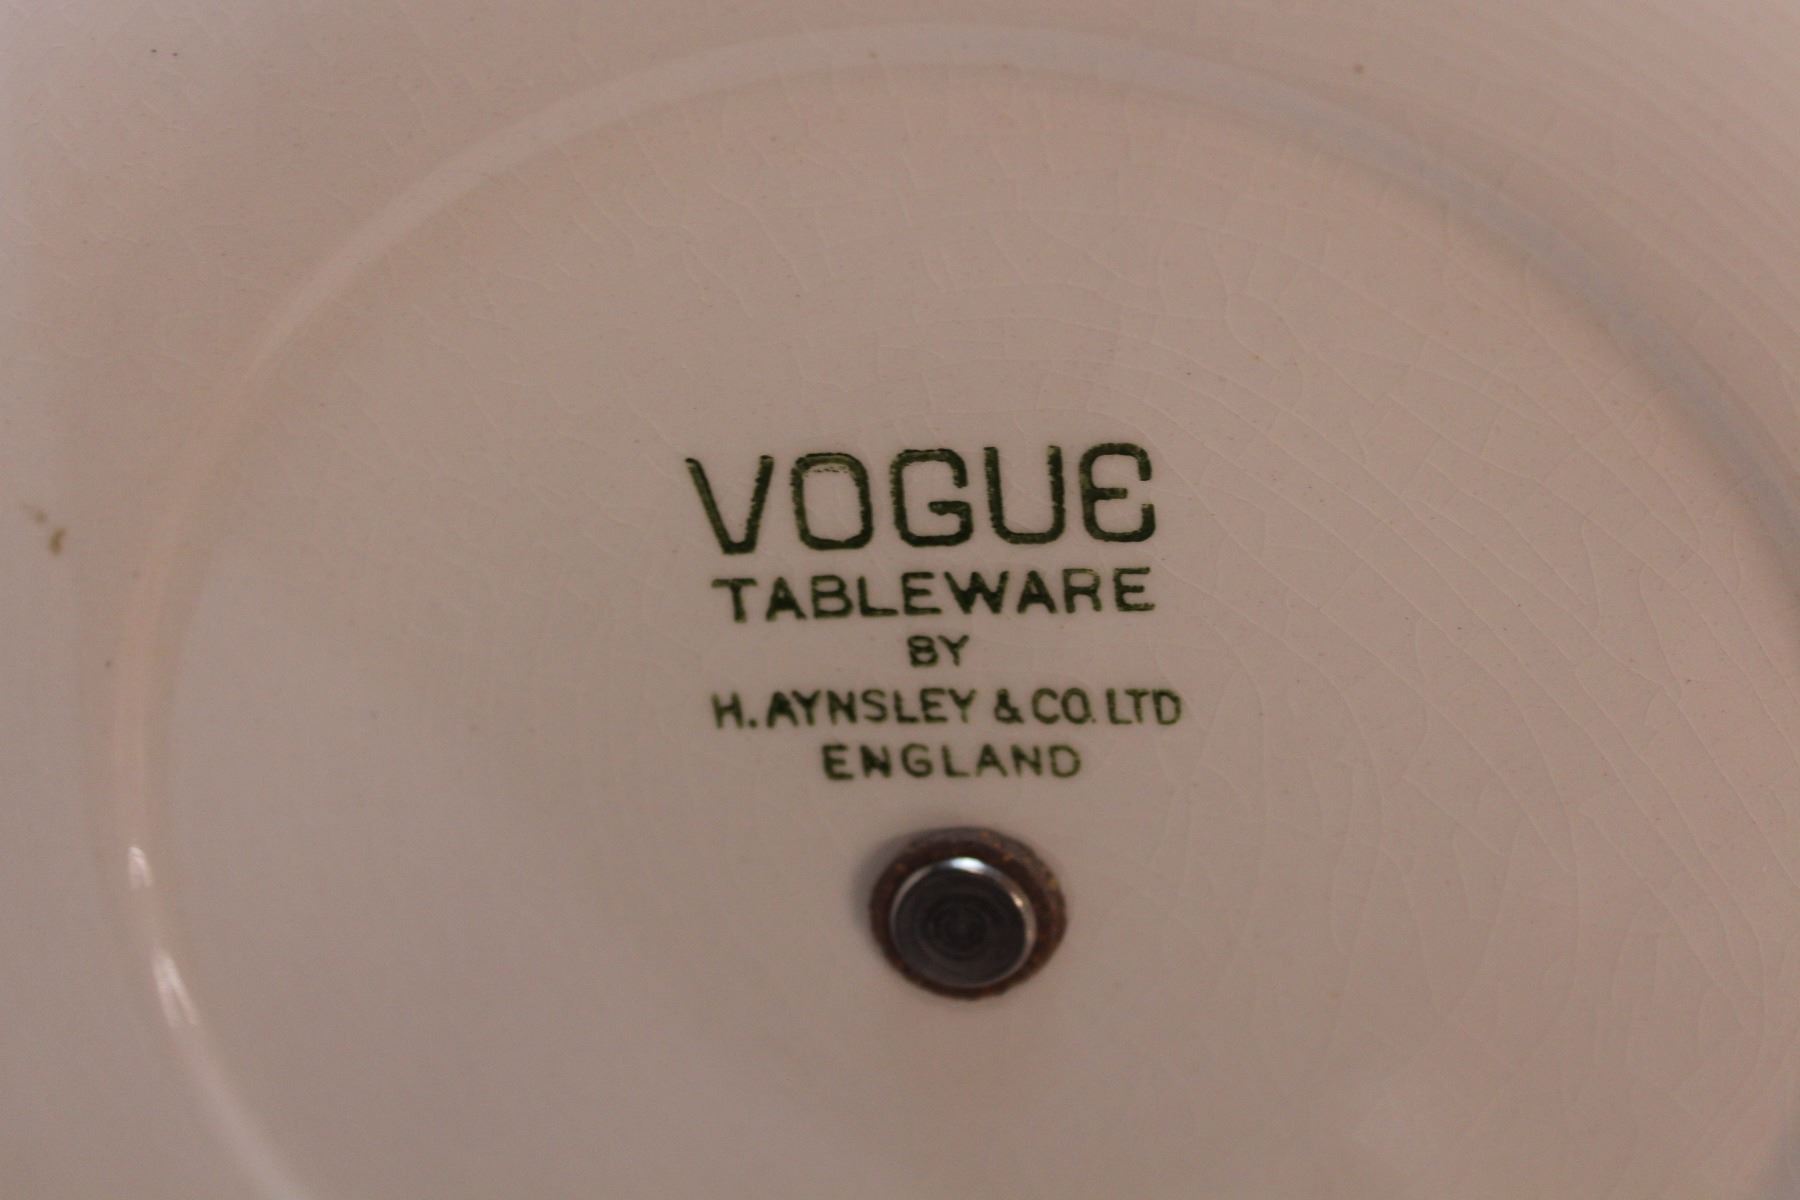 VOGUE
TABLEWARE
BY
H. AYNSLEY & CO. LTD
ENGLAND